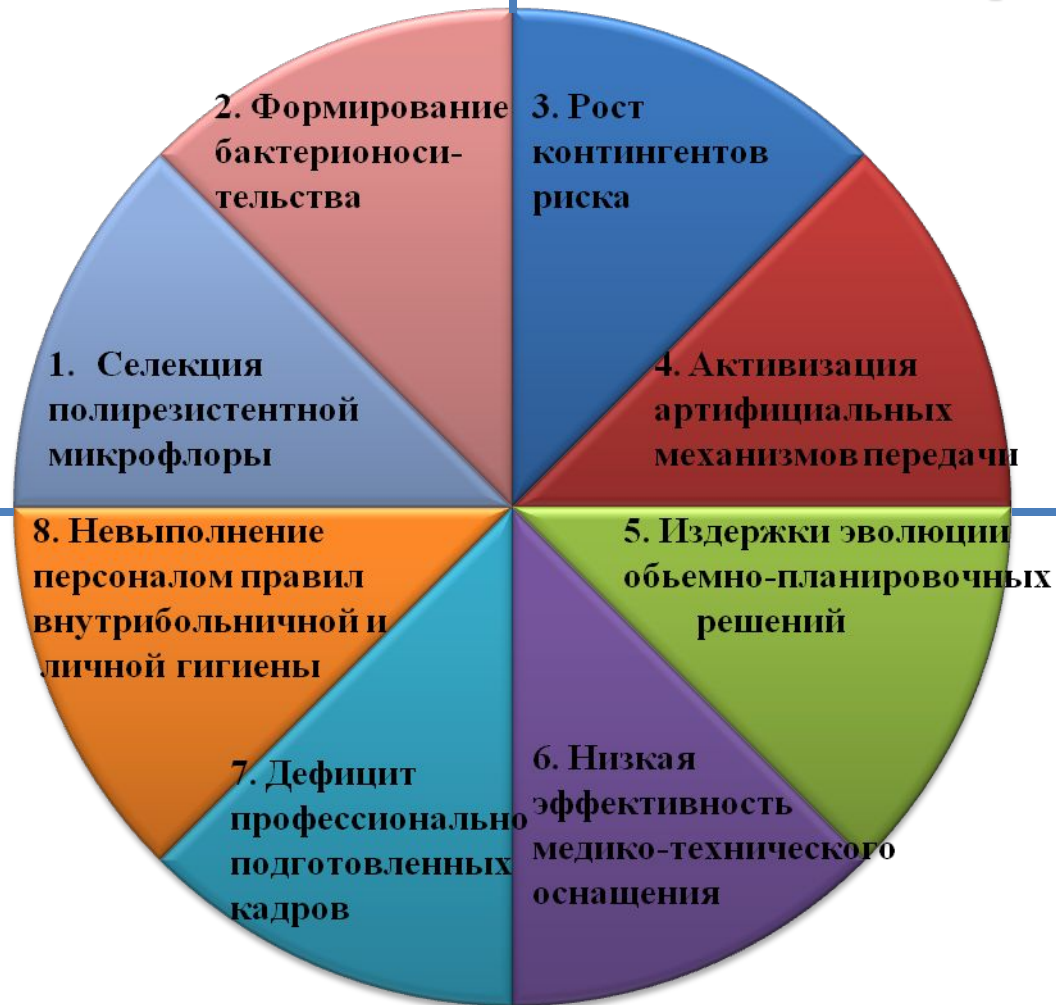 1. Селекция
полирезистентной
микрофлоры
2. Формирование
бактерионоси-
тельства
3. Рост
контингентов
риска
4. Активизация
артифициальных
механизмов передачи
5. Издержки эволюции
обьемно-планировочных
решений
6. Низкая
эффективность
медико-технического
оснащения
7. Дефицит
профессионально
подготовленных
кадров
8. Невыполнение
персоналом правил
внутрибольничной и
личной гигиены